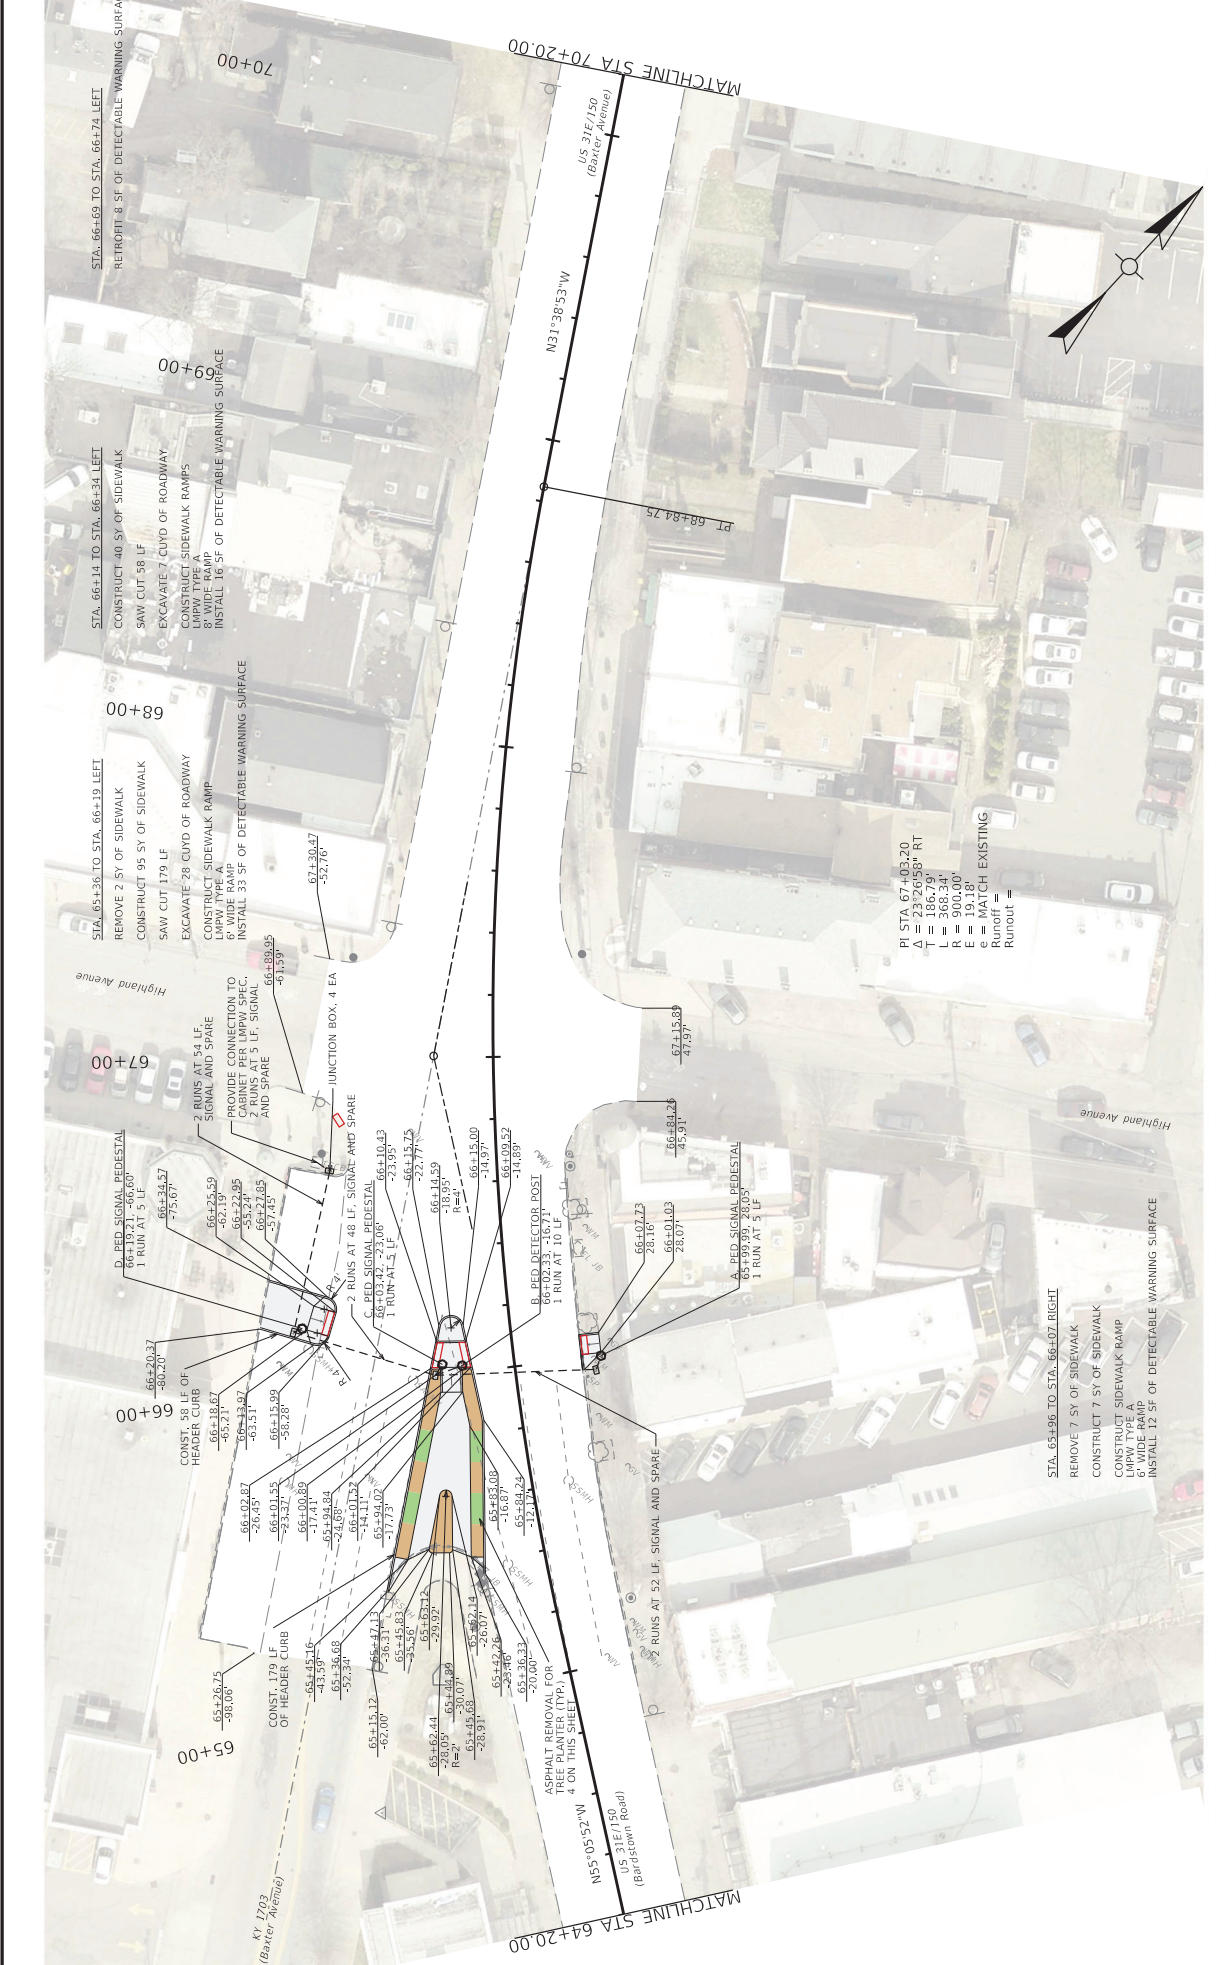 STA. 66+69 TO STA. 66+74 LEFT
RETROFIT 8 SF OF DETECTABLE WARNING
STA. 66+14 TO STA. 66+34 LEFT
CONSTRUCT 40 SY OF SIDEWALK
SAW CUT 58 LF
EXCAVATE 7 CUYD OF ROADWAY
CONSTRUCT SIDEWALK RAMPS
LMPW TYPE A
8' WIDE RAMP
INSTALL 16 SF OF DETECTABLE WARNING SURFACE
STA. 65+36 TO STA. 66+19 LEFT
REMOVE 2 SY OF SIDEWALK
CONSTRUCT 95 SY OF SIDEWALK
SAW CUT 179 LF
EXCAVATE 28 CUYD OF ROADWAY
CONSTRUCT SIDEWALK RAMP
LMPW TYPE A
6' WIDE RAMP
INSTALL 33 SF OF DETECTABLE WARNING SURFACE
70+00
69+00
68+00
67+00
66+00
65+00
MATCHLINE STA 70+20.00
US 31E/150
(Baxter Avenue)
N31°38'53"W
PT 68+84.75
PI STA 67+03.20
Δ = 23°26'58" RT
T = 186.79'
L = 368.34'
R = 900.00'
E = 19.18'
e = MATCH EXISTING
Runoff =
Runout =
67+30.47
-52.76'
66+89.95
-61.59'
Highland Avenue
JUNCTION BOX, 4 EA
PROVIDE CONNECTION TO
CABINET PER LMPW SPEC.
2 RUNS AT 5 LF, SIGNAL
AND SPARE
2 RUNS AT 54 LF,
SIGNAL AND SPARE
67+15.89
47.97'
66+84.26
45.91'
Highland Avenue
D. PED SIGNAL PEDESTAL
66+19.21, -66.60'
1 RUN AT 5 LF
66+34.57
-75.67'
66+25.59
-62.19'
66+22.95
-55.24'
66+27.85
-57.45'
R 4'
2 RUNS AT 48 LF, SIGNAL AND SPARE
C. PED SIGNAL PEDESTAL
66+03.42, -23.06'
1 RUN AT 5 LF
66+10.43
-23.95'
66+15.75
-22.77'
66+14.59
-18.95'
R=4'
66+15.00
-14.97'
66+09.52
-14.89'
B. PED DETECTOR POST
66+02.33, -16.71'
1 RUN AT 10 LF
66+07.73
28.16'
66+01.03
28.07'
A. PED SIGNAL PEDESTAL
65+99.99, 28.05'
1 RUN AT 5 LF
66+20.37
-80.20'
CONST. 58 LF OF
HEADER CURB
66+18.67
-65.21'
66+13.97
-63.51'
66+15.99
-58.28'
R 4'
66+02.87
-26.45'
66+01.55
-23.37'
66+00.89
-17.41'
65+94.84
-24.68'
66+01.52
-14.11'
65+94.02
-17.73'
65+83.08
-16.87'
65+84.24
-12.17'
2 RUNS AT 52 LF, SIGNAL AND SPARE
65+26.75
-98.06'
CONST. 179 LF
OF HEADER CURB
65+45.16
-43.59'
65+36.68
-52.34'
65+15.12
-62.00'
65+47.13
-36.31'
65+45.83
-35.56'
65+63.12
-29.92'
65+62.44
-28.05'
R=2'
65+44.89
-30.07'
65+45.68
-28.91'
65+62.14
-26.07'
65+42.26
-23.46'
65+36.33
-20.00'
ASPHALT REMOVAL FOR
TREE PLANTER (TYP.)
4 ON THIS SHEET
STA. 65+96 TO STA. 66+07 RIGHT
REMOVE 7 SY OF SIDEWALK
CONSTRUCT 7 SY OF SIDEWALK
CONSTRUCT SIDEWALK RAMP
LMPW TYPE A
6' WIDE RAMP
INSTALL 12 SF OF DETECTABLE WARNING SURFACE
N55°05'52"W
US 31E/150
(Bardstown Road)
KY 1703
(Baxter Avenue)
MATCHLINE STA 64+20.00